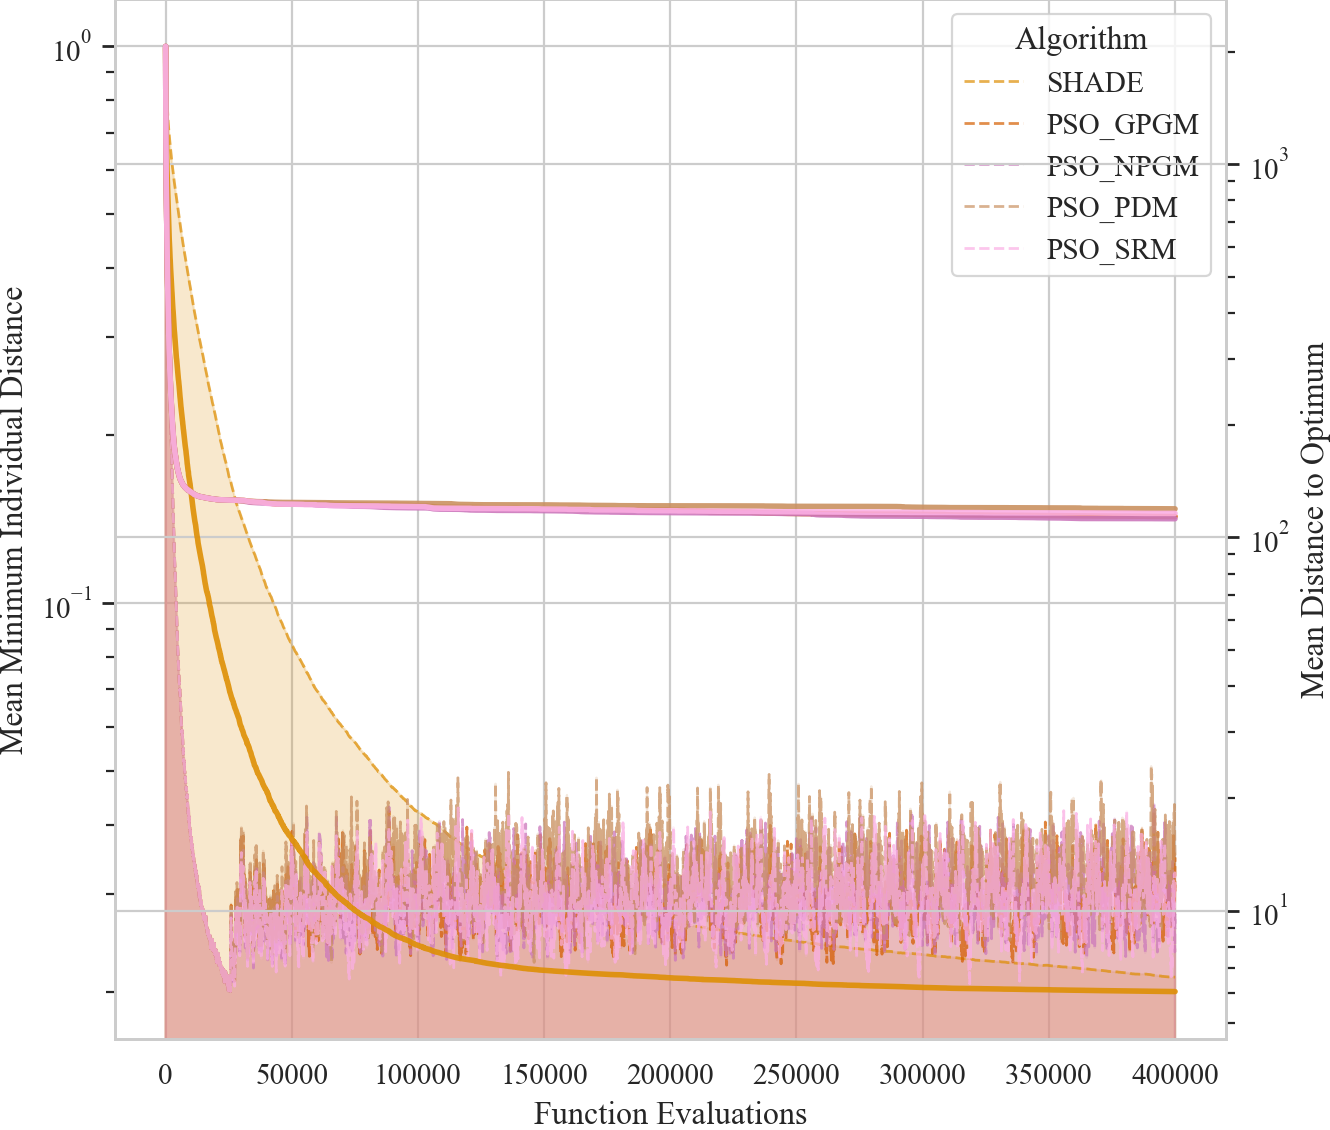 Algorithm
SHADE
PSO_GPGM
PSO_NPGM
PSO_PDM
PSO_SRM
10^0
10^−1
Mean Minimum Individual Distance
10^3
10^2
10^1
Mean Distance to Optimum
0 50000 100000 150000 200000 250000 300000 350000 400000
Function Evaluations